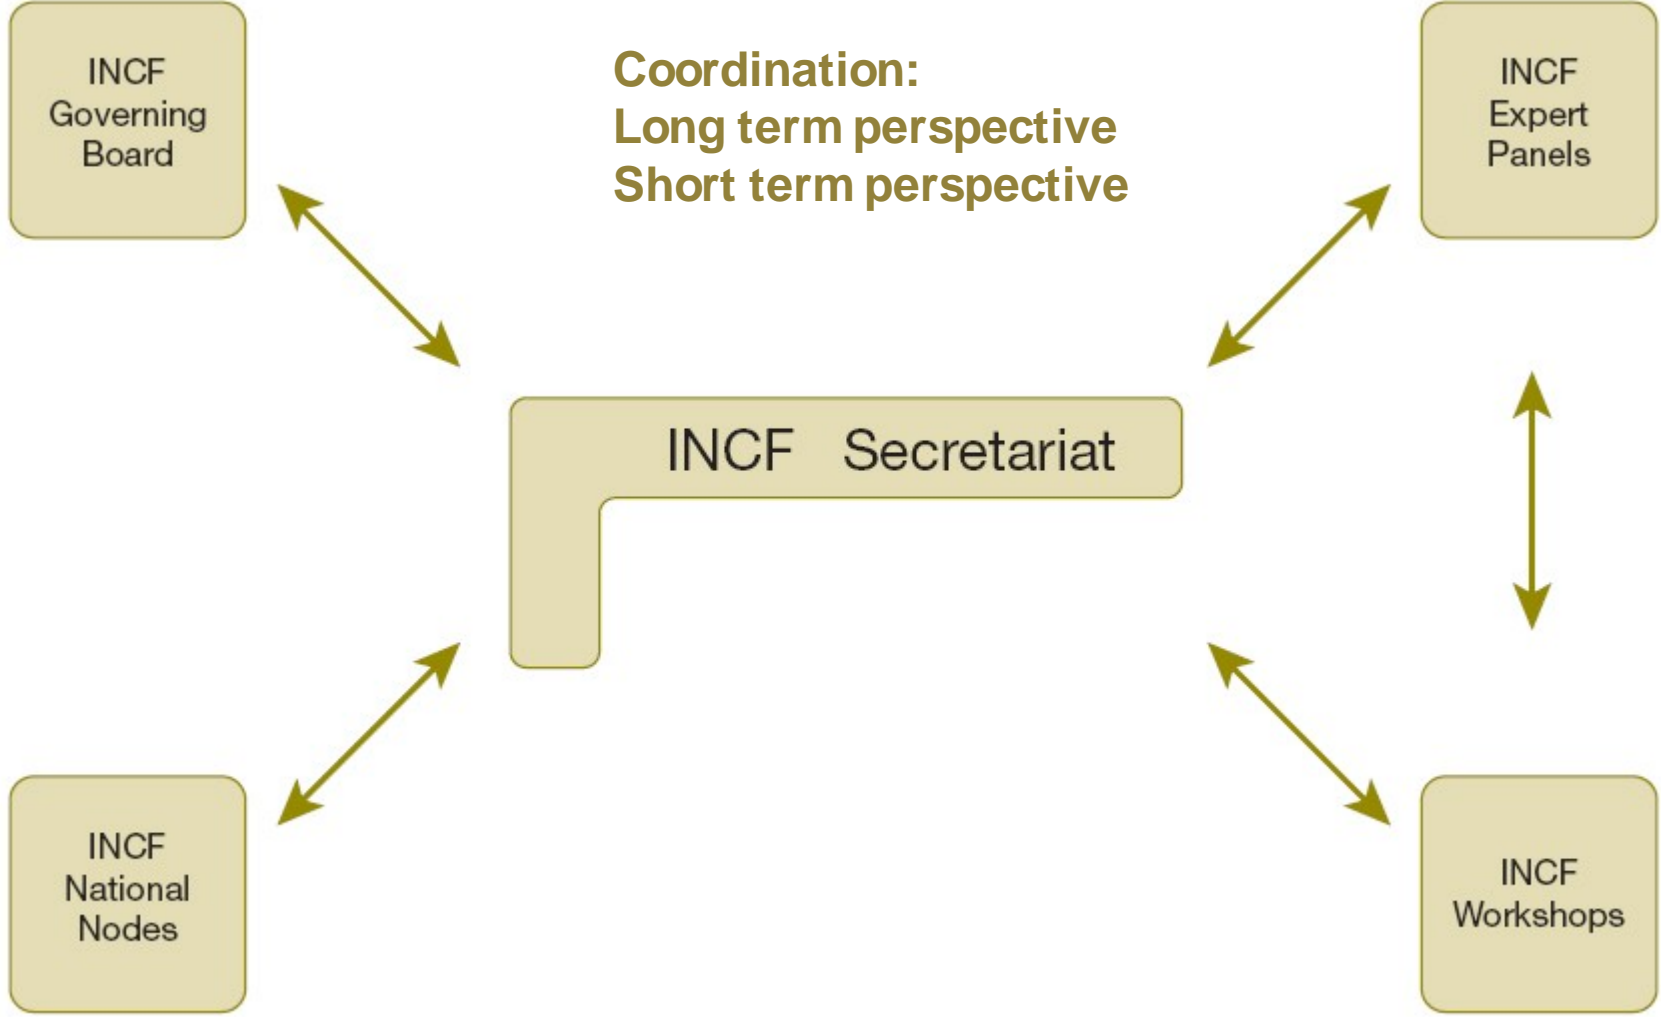 INCF
Governing
Board
Coordination:
Long term perspective
Short term perspective
INCF
Expert
Panels
INCF Secretariat
INCF
National
Nodes
INCF
Workshops